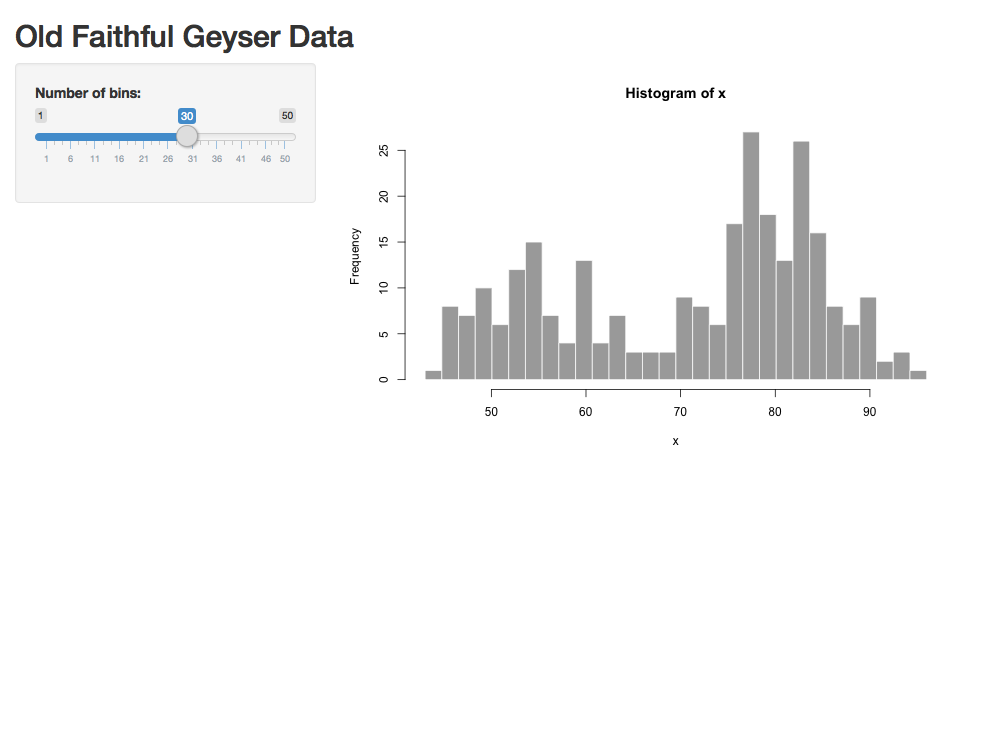 Old Faithful Geyser Data
Number of bins:
1 30 50
1 6 11 16 21 26 31 36 41 46 50
Histogram of x
Frequency
25
20
15
10
5
0
50 60 70 80 90
x